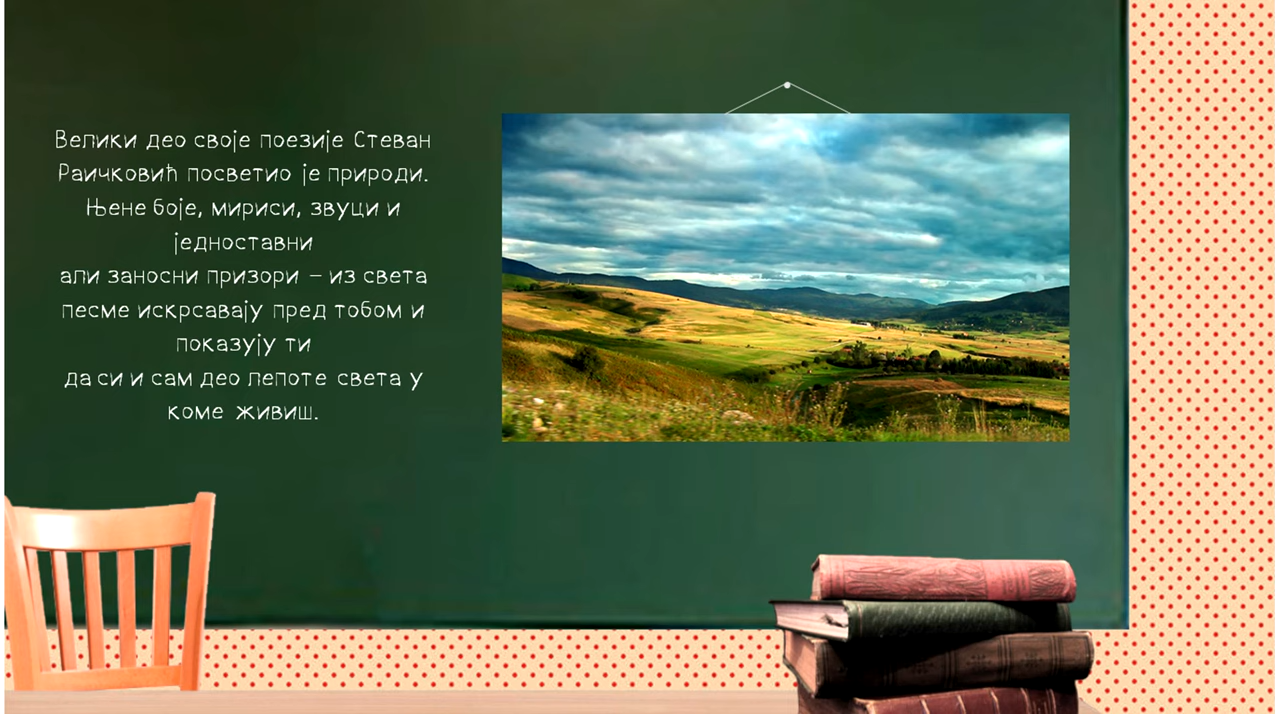 Велики део своје поезије Стеван
Раичковић посветио је природи.
Њене боје, мириси, звуци и
једноставни
али заносни призори – из света
песме искрсавају пред тобом и
показују ти
да си и сам део лепоте света у
коме живиш.